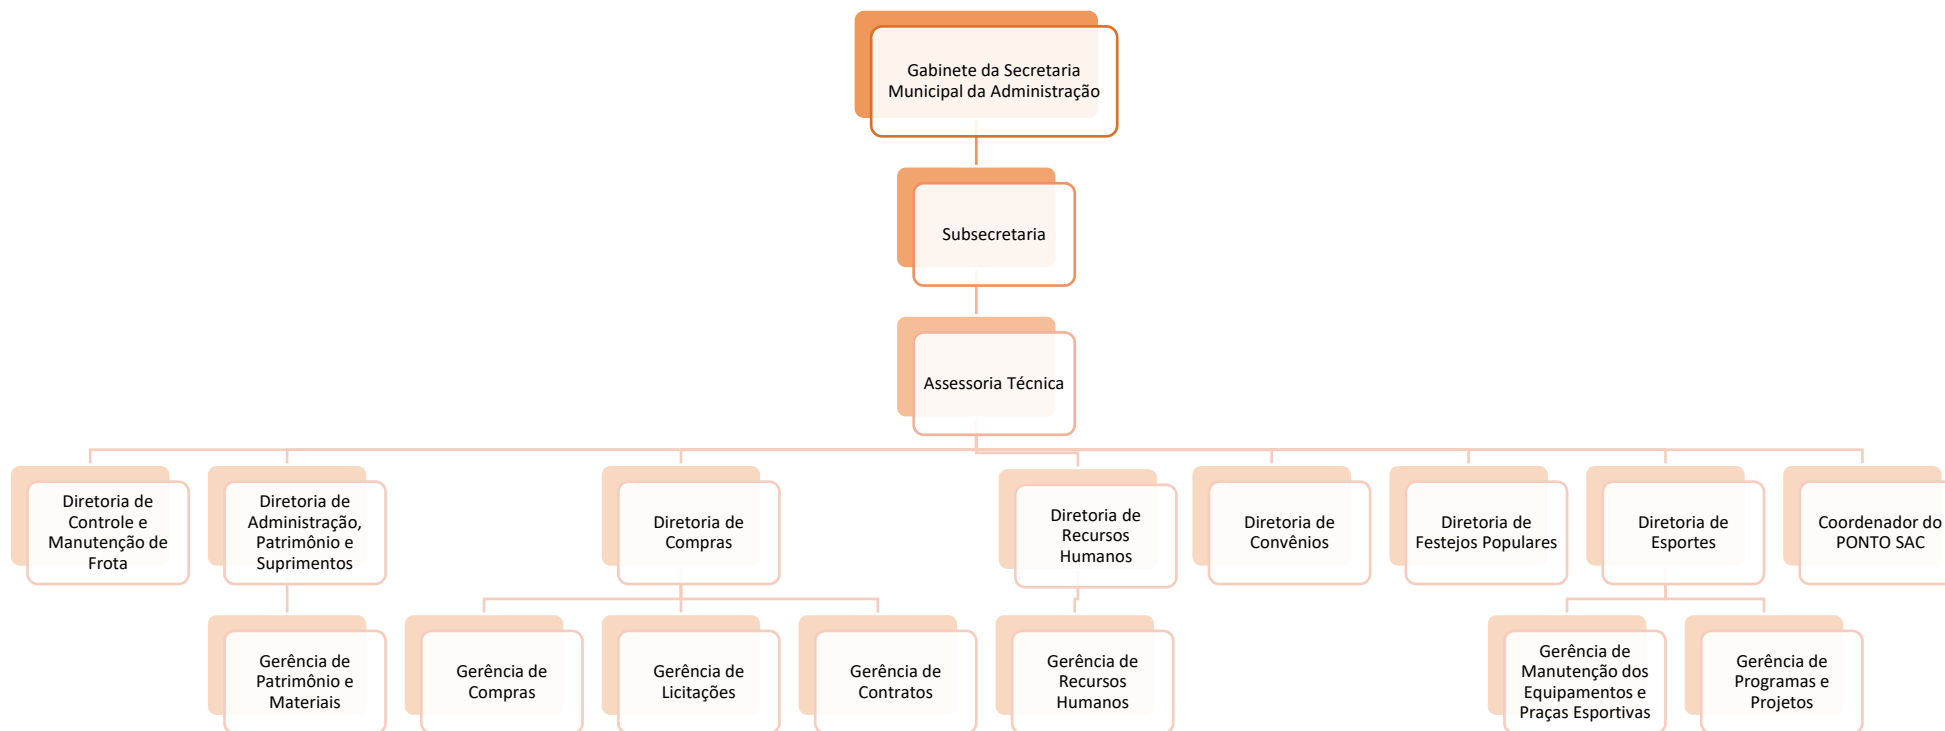 Gabinete da Secretaria
Municipal da Administração
Subsecretaria
Assessoria Técnica
Diretoria de
Controle e
Manutenção de
Frota
Diretoria de
Administração,
Patrimônio e
Suprimentos
Diretoria de
Compras
Diretoria de
Recursos
Humanos
Diretoria de
Convênios
Diretoria de
Festejos Populares
Diretoria de
Esportes
Coordenador do
PONTO SAC
Gerência de
Patrimônio e
Materiais
Gerência de
Compras
Gerência de
Licitações
Gerência de
Contratos
Gerência de
Recursos
Humanos
Gerência de
Manutenção dos
Equipamentos e
Praças Esportivas
Gerência de
Programas e
Projetos